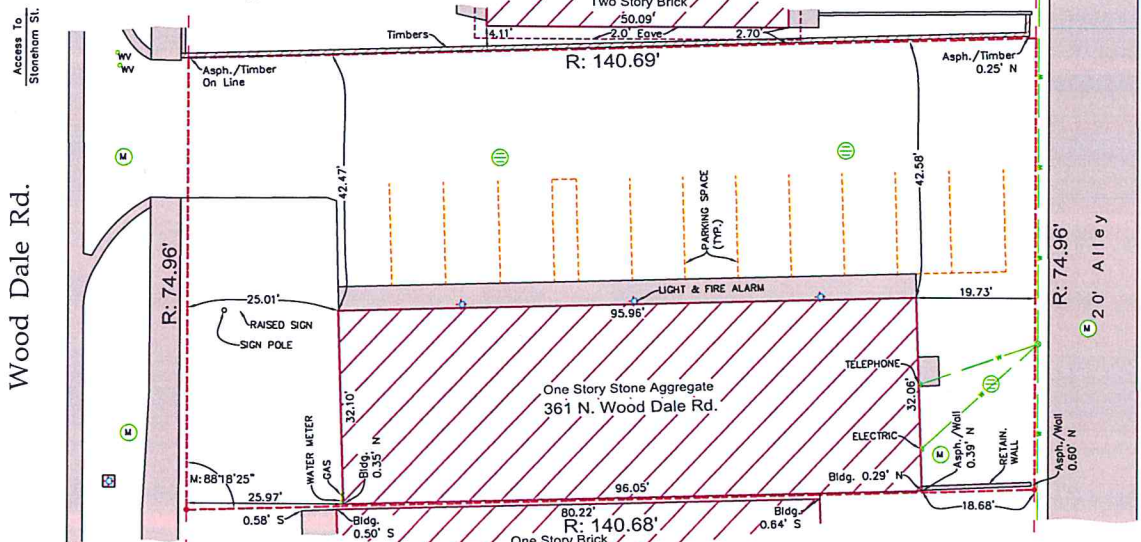 Access To
Stoneham St.
Two Story Brick
50.09'
Timbers
4.11'
2.0' Eave
2.70'
WV
WV
Asph./Timber
On Line
R: 140.69'
Asph./Timber
0.25' N
M
42.47'
42.58'
Wood Dale Rd.
R: 74.96'
PARKING SPACE
(TYP.)
R: 74.96'
20' Alley
25.01'
LIGHT & FIRE ALARM
19.73'
95.96'
RAISED SIGN
SIGN POLE
M
TELEPHONE
One Story Stone Aggregate
361 N. Wood Dale Rd.
32.10'
32.06'
M
ELECTRIC
M
WATER METER
GAS
Bldg.
0.35' N
Asph./Wall
0.39' N
RETAIN.
WALL
Asph./Wall
0.60' N
M: 88°18'25"
Bldg. 0.29' N
25.97'
96.05'
18.68'
0.58' S
Bldg.
0.50' S
80.22'
R: 140.68'
Bldg.
0.64' S
One Story Brick